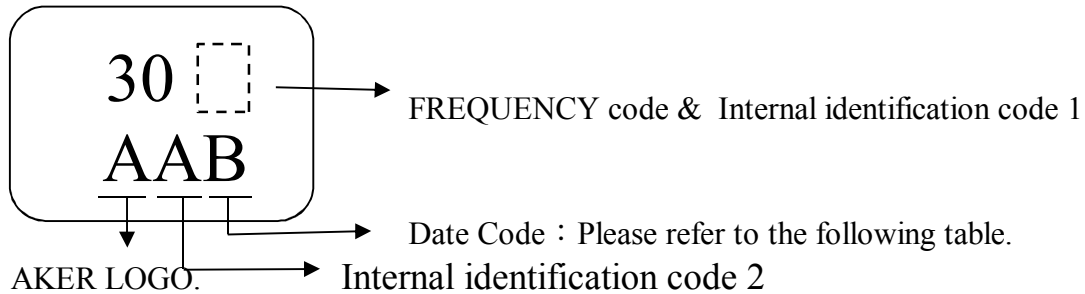 30
FREQUENCY code & Internal identification code 1
AAB
Date Code：Please refer to the following table.
AKER LOGO.
Internal identification code 2